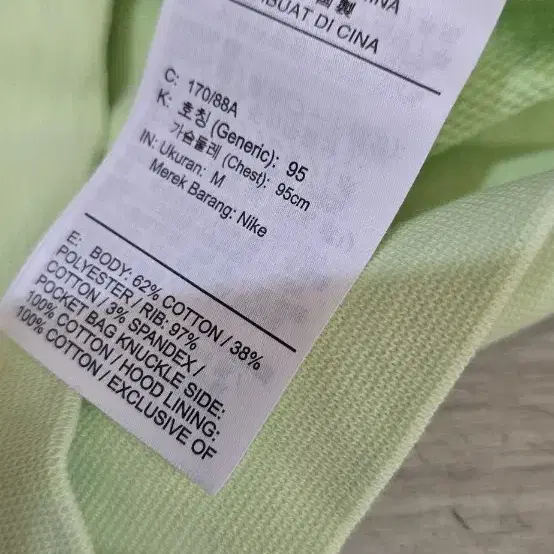 BUAT DI CINA
C: 170/88A
K: 호칭 (Generic): 95
가슴둘레 (Chest): 95cm
IN: Ukuran: M
Merek Barang: Nike
E: BODY: 62% COTTON / 38%
POLYESTER / RIB: 97%
COTTON / 3% SPANDEX /
POCKET BAG KNUCKLE SIDE:
100% COTTON / HOOD LINING:
100% COTTON / EXCLUSIVE OF